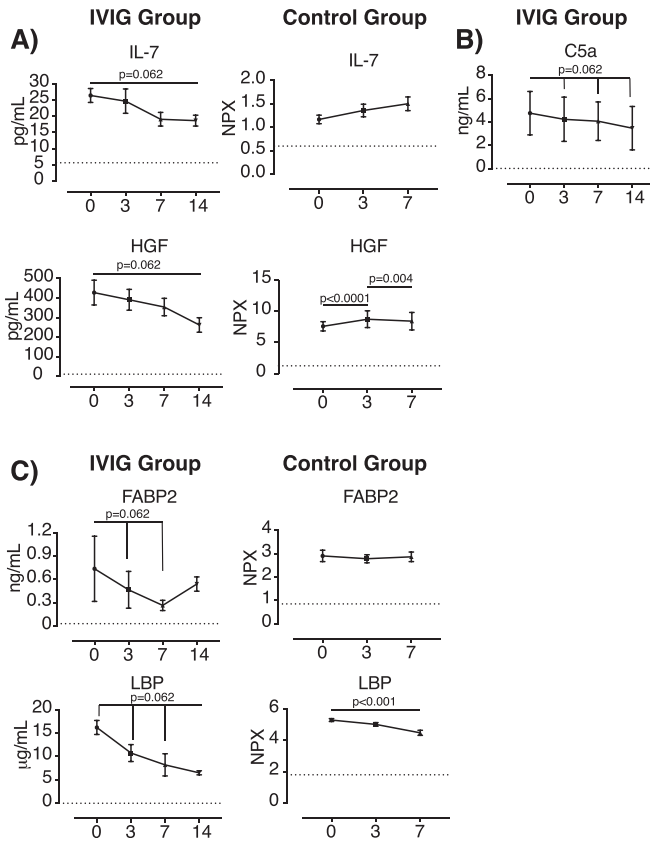 A)
IVIG Group
Control Group
B)
IVIG Group
IL-7
p=0.062
pg/mL
30
25
20
15
10
5
0
0 3 7 14
IL-7
NPX
2.0
1.5
1.0
0.5
0.0
0 3 7
C5a
p=0.062
ng/mL
8
6
4
2
0
0 3 7 14
HGF
p=0.062
pg/mL
500
400
300
200
100
0
0 3 7 14
HGF
p=0.004
p<0.0001
NPX
15
10
5
0
0 3 7
C)
IVIG Group
Control Group
FABP2
p=0.062
ng/mL
1.2
0.9
0.6
0.3
0.0
0 3 7 14
FABP2
NPX
4
3
2
1
0
0 3 7
LBP
p=0.062
µg/mL
20
15
10
5
0
0 3 7 14
LBP
p<0.001
NPX
6
4
2
0
0 3 7